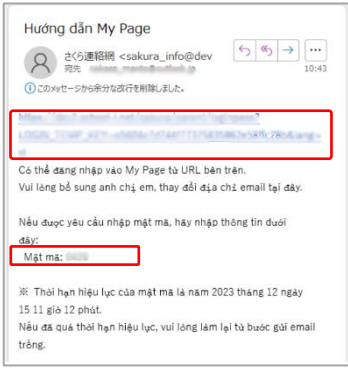 Hướng dẫn My Page
さくら連絡網 <sakura_info@dev
宛先
10:43
このメッセージから余分な改行を削除しました。
Có thể đăng nhập vào My Page từ URL bên trên.
Vui lòng bổ sung anh chị em, thay đổi địa chỉ email tại đây.
Nếu được yêu cầu nhập mật mã, hãy nhập thông tin dưới
đây:
Mật mã:
※ Thời hạn hiệu lực của mật mã là năm 2023 tháng 12 ngày
15 11 giờ 12 phút.
Nếu đã quá thời hạn hiệu lực, vui lòng làm lại từ bước gửi email
trống.